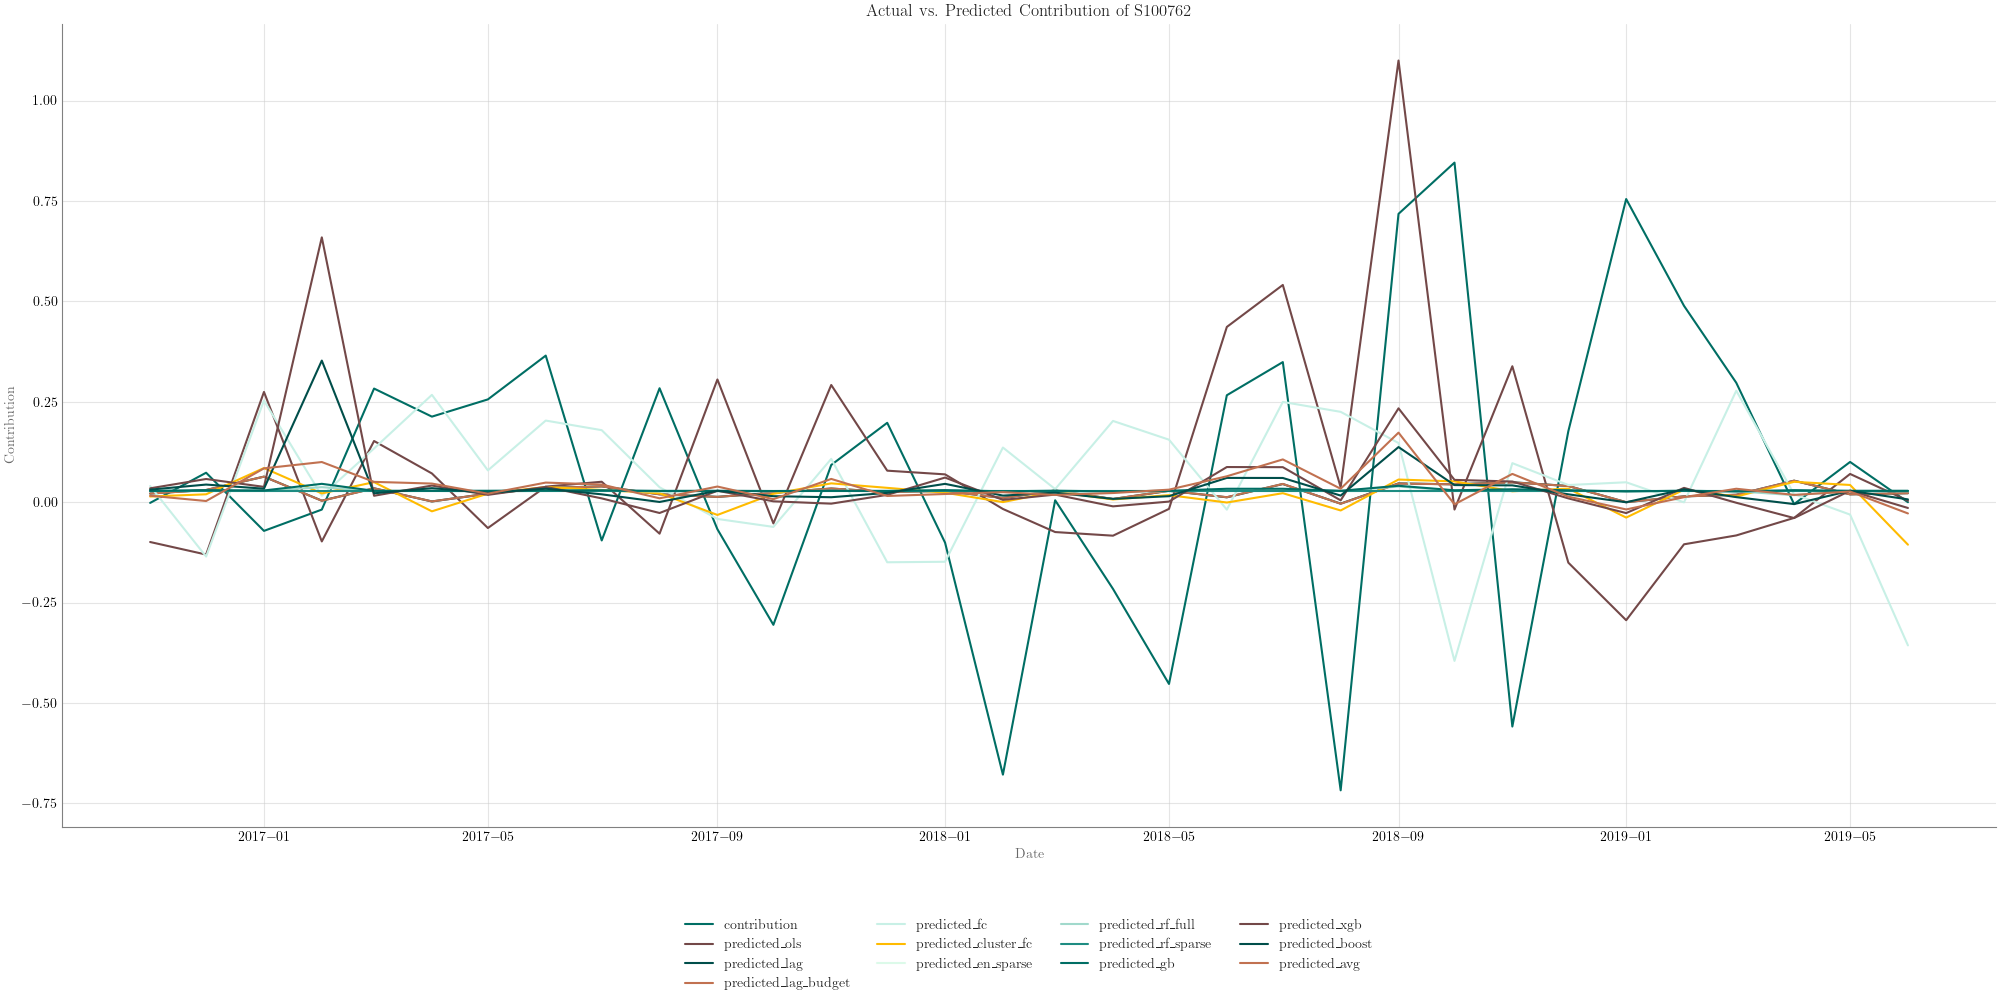 Actual vs. Predicted Contribution of S100762
Contribution
1.00
0.75
0.50
0.25
0.00
−0.25
−0.50
−0.75
2017−01 2017−05 2017−09 2018−01 2018−05 2018−09 2019−01 2019−05
Date
contribution predicted_fc predicted_rf_full predicted_xgb
predicted_ols predicted_cluster_fc predicted_rf_sparse predicted_boost
predicted_lag predicted_en_sparse predicted_gb predicted_avg
predicted_lag_budget